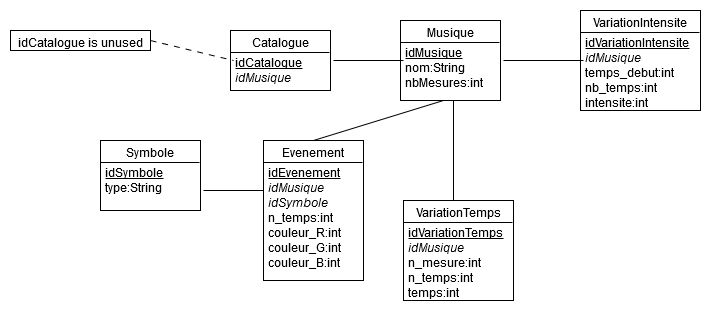 idCatalogue is unused
Catalogue
idCatalogue
idMusique
Musique
idMusique
nom:String
nbMesures:int
VariationIntensite
idVariationIntensite
idMusique
temps_debut:int
nb_temps:int
intensite:int
Symbole
idSymbole
type:String
Evenement
idEvenement
idMusique
idSymbole
n_temps:int
couleur_R:int
couleur_G:int
couleur_B:int
VariationTemps
idVariationTemps
idMusique
n_mesure:int
n_temps:int
temps:int